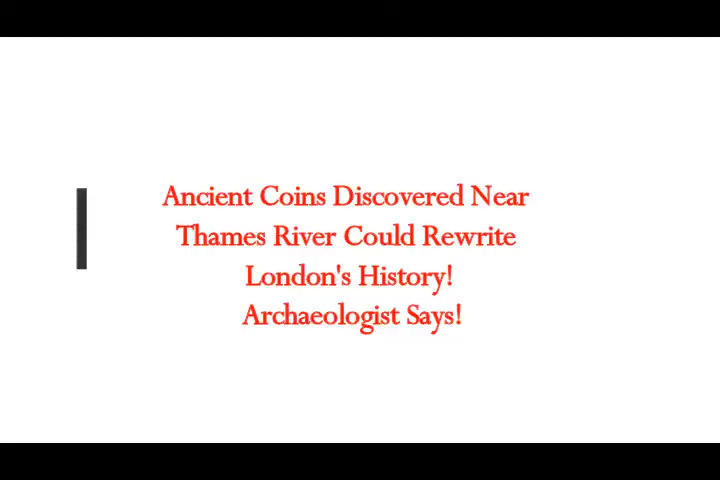 Ancient Coins Discovered Near
Thames River Could Rewrite
London's History!
Archaeologist Says!